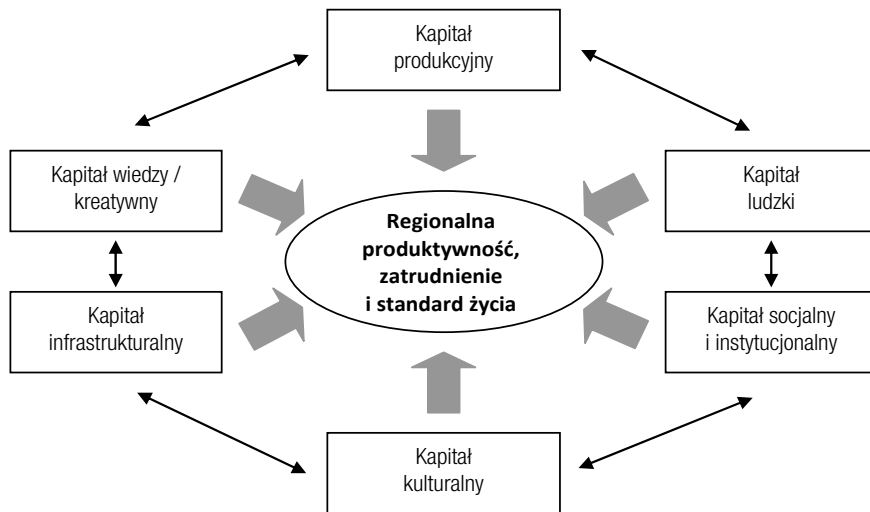 Kapitał
produkcyjny
Kapitał wiedzy /
kreatywny
Kapitał
ludzki
Regionalna
produktywność,
zatrudnienie
i standard życia
Kapitał
infrastrukturalny
Kapitał socjalny
i instytucjonalny
Kapitał
kulturalny